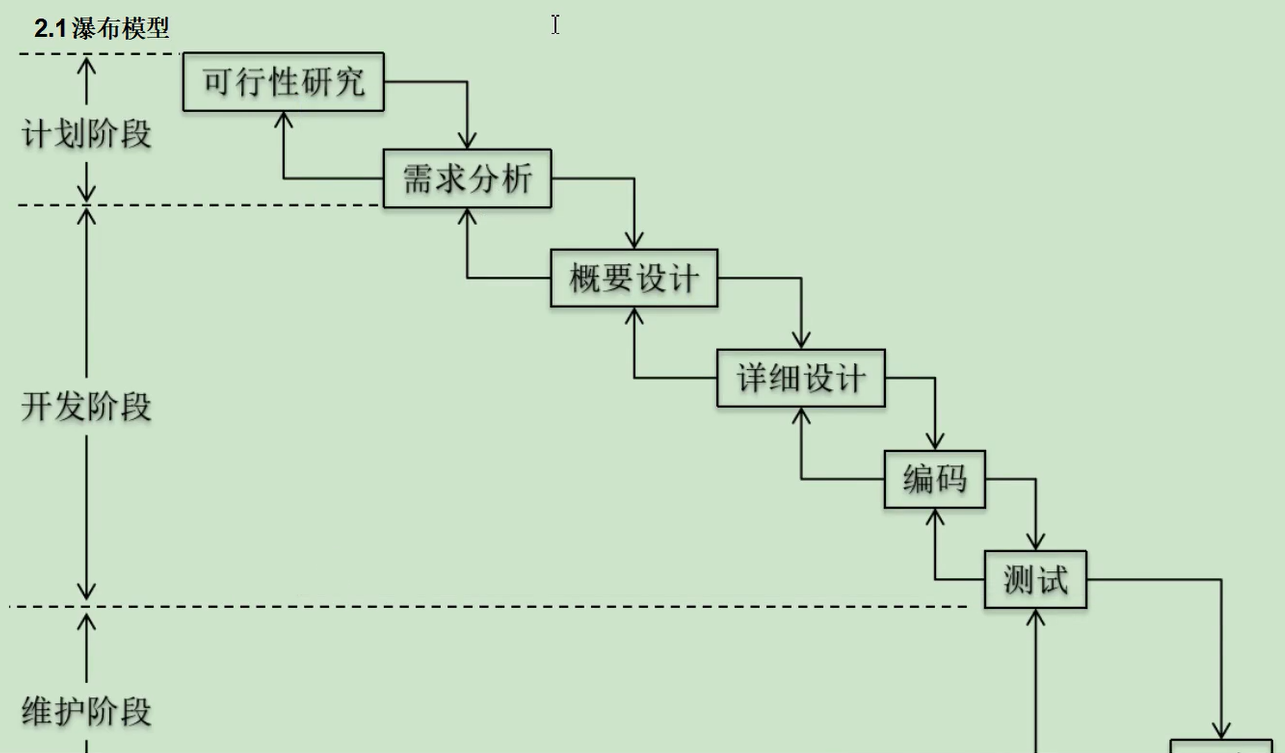 2.1瀑布模型
可行性研究
计划阶段
需求分析
概要设计
详细设计
开发阶段
编码
测试
维护阶段